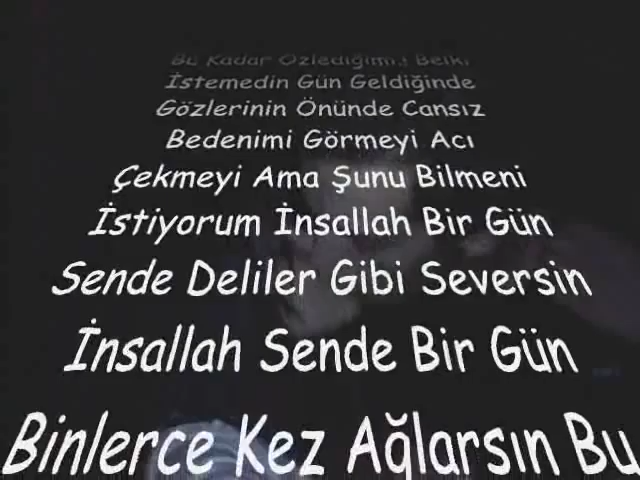 Bu Kadar Özlediğimi Belki
İstemedin Gün Geldiğinde
Gözlerinin Önünde Cansız
Bedenimi Görmeyi Acı
Çekmeyi Ama Şunu Bilmeni
İstiyorum İnsallah Bir Gün
Sende Deliler Gibi Seversin
İnsallah Sende Bir Gün
Binlerce Kez Ağlarsın Bu